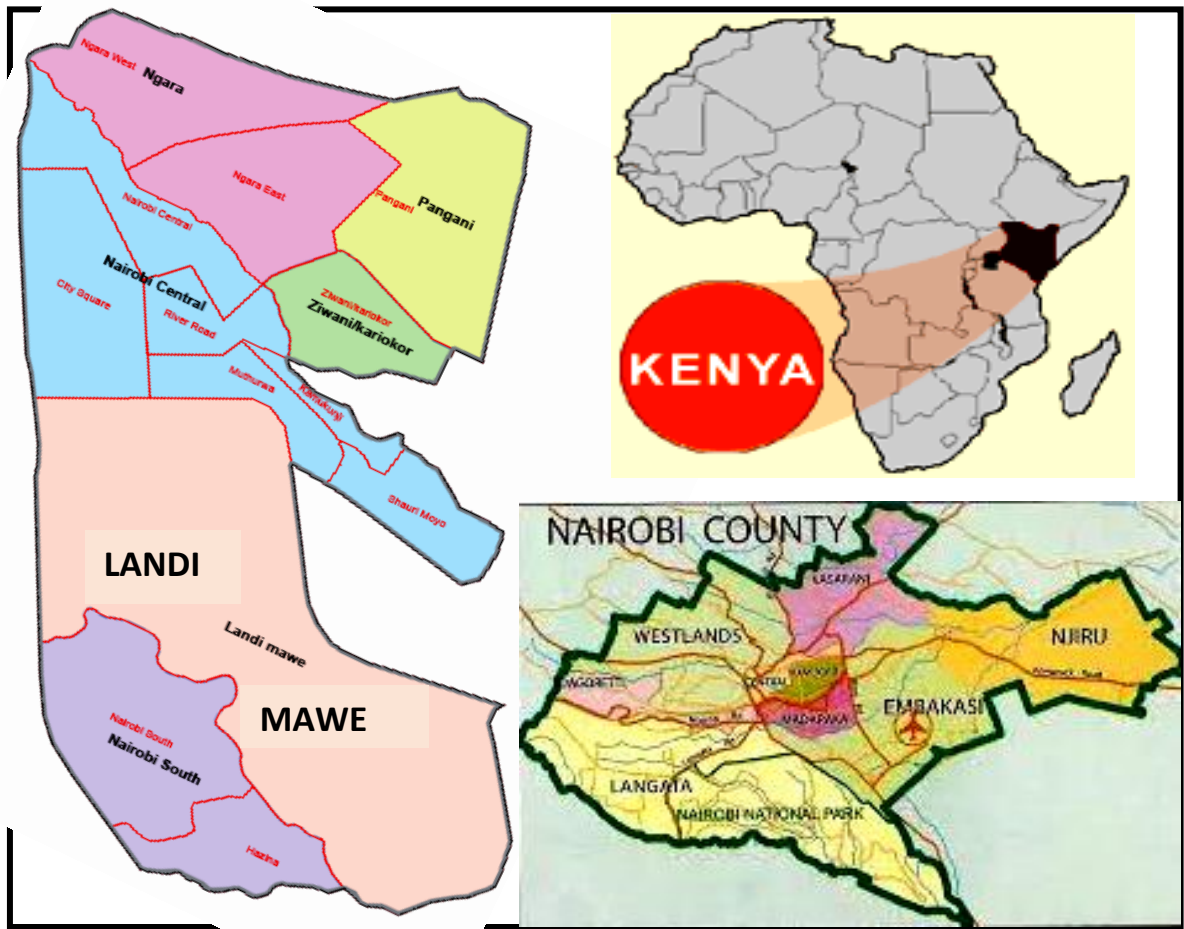 Ngara West
Ngara
Ngara East
Pangani
Pangani
Nairobi Central
Nairobi Central
City Square
River Road
Ziwani/kariokor
Ziwani/kariokor
Muthurwa
Kamukunji
Shauri Moyo
LANDI
Landi mawe
MAWE
Nairobi South
Nairobi South
Hazina
KENYA
NAIROBI COUNTY
KASARANI
WESTLANDS
NJIRU
DAGORETTI
CENTRAL
MADARAKA
EMBAKASI
LANGATA
NAIROBI NATIONAL PARK